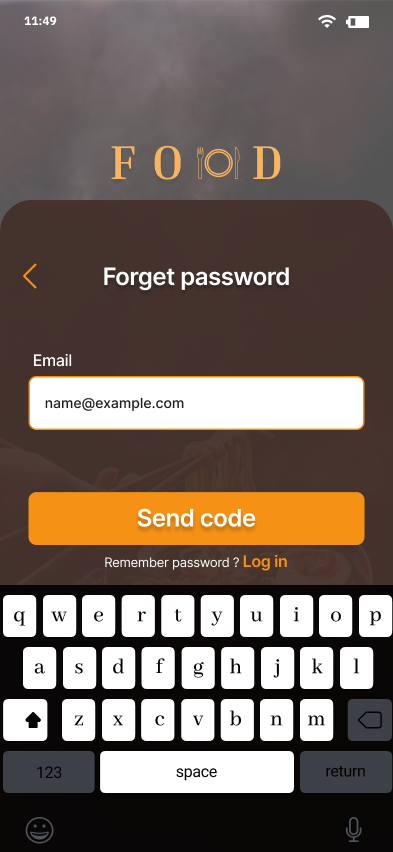 11:49
F O D
Forget password
Email
name@example.com
Send code
Remember password ? Log in
q w e r t y u i o p
a s d f g h j k l
z x c v b n m
123 space return